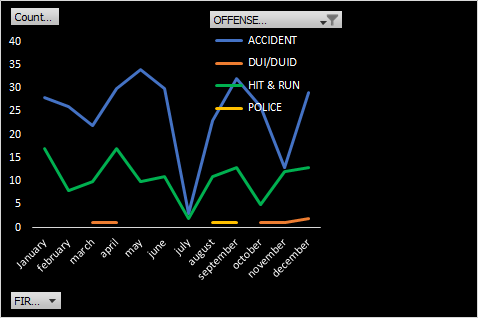 Count...
OFFENSE...
ACCIDENT
DUI/DUID
HIT & RUN
POLICE
40
35
30
25
20
15
10
5
0
January
february
march
april
may
june
july
august
september
october
november
december
FIR...